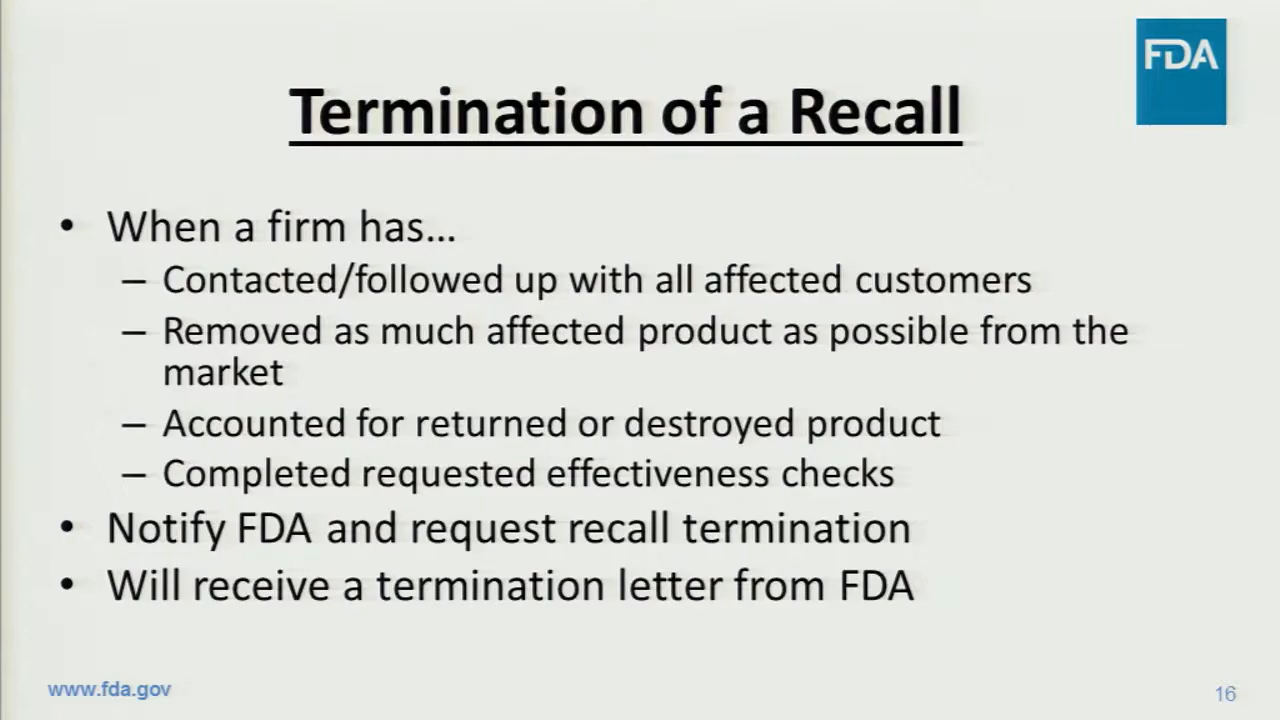 FDA
Termination of a Recall
• When a firm has…
– Contacted/followed up with all affected customers
– Removed as much affected product as possible from the
market
– Accounted for returned or destroyed product
– Completed requested effectiveness checks
• Notify FDA and request recall termination
• Will receive a termination letter from FDA
www.fda.gov
16